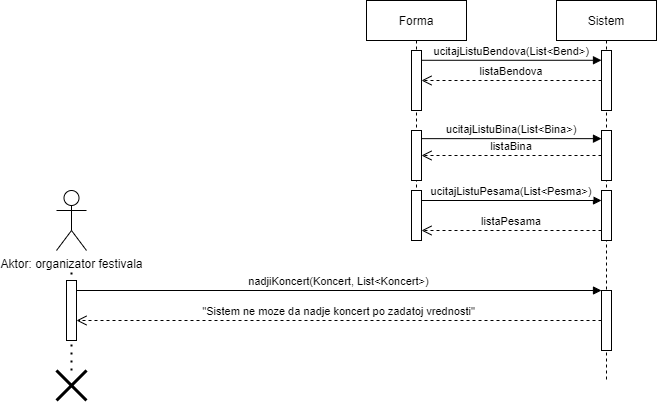 Forma
Sistem
ucitajListuBendova(List<Bend>)
listaBendova
ucitajListuBina(List<Bina>)
listaBina
ucitajListuPesama(List<Pesma>)
listaPesama
Aktor: organizator festivala
nadjiKoncert(Koncert, List<Koncert>)
"Sistem ne moze da nadje koncert po zadatoj vrednosti"